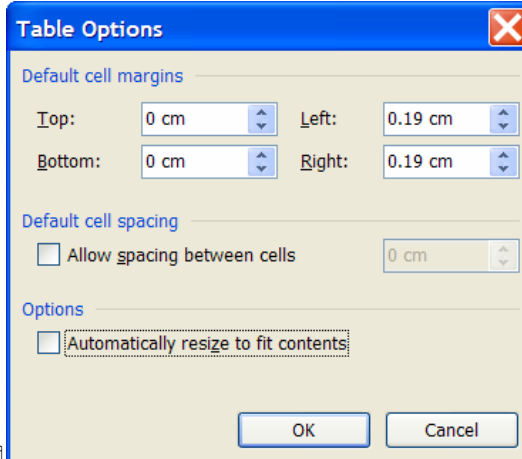 Table Options
Default cell margins
Top: 0 cm Left: 0.19 cm
Bottom: 0 cm Right: 0.19 cm
Default cell spacing
Allow spacing between cells 0 cm
Options
Automatically resize to fit contents
OK Cancel